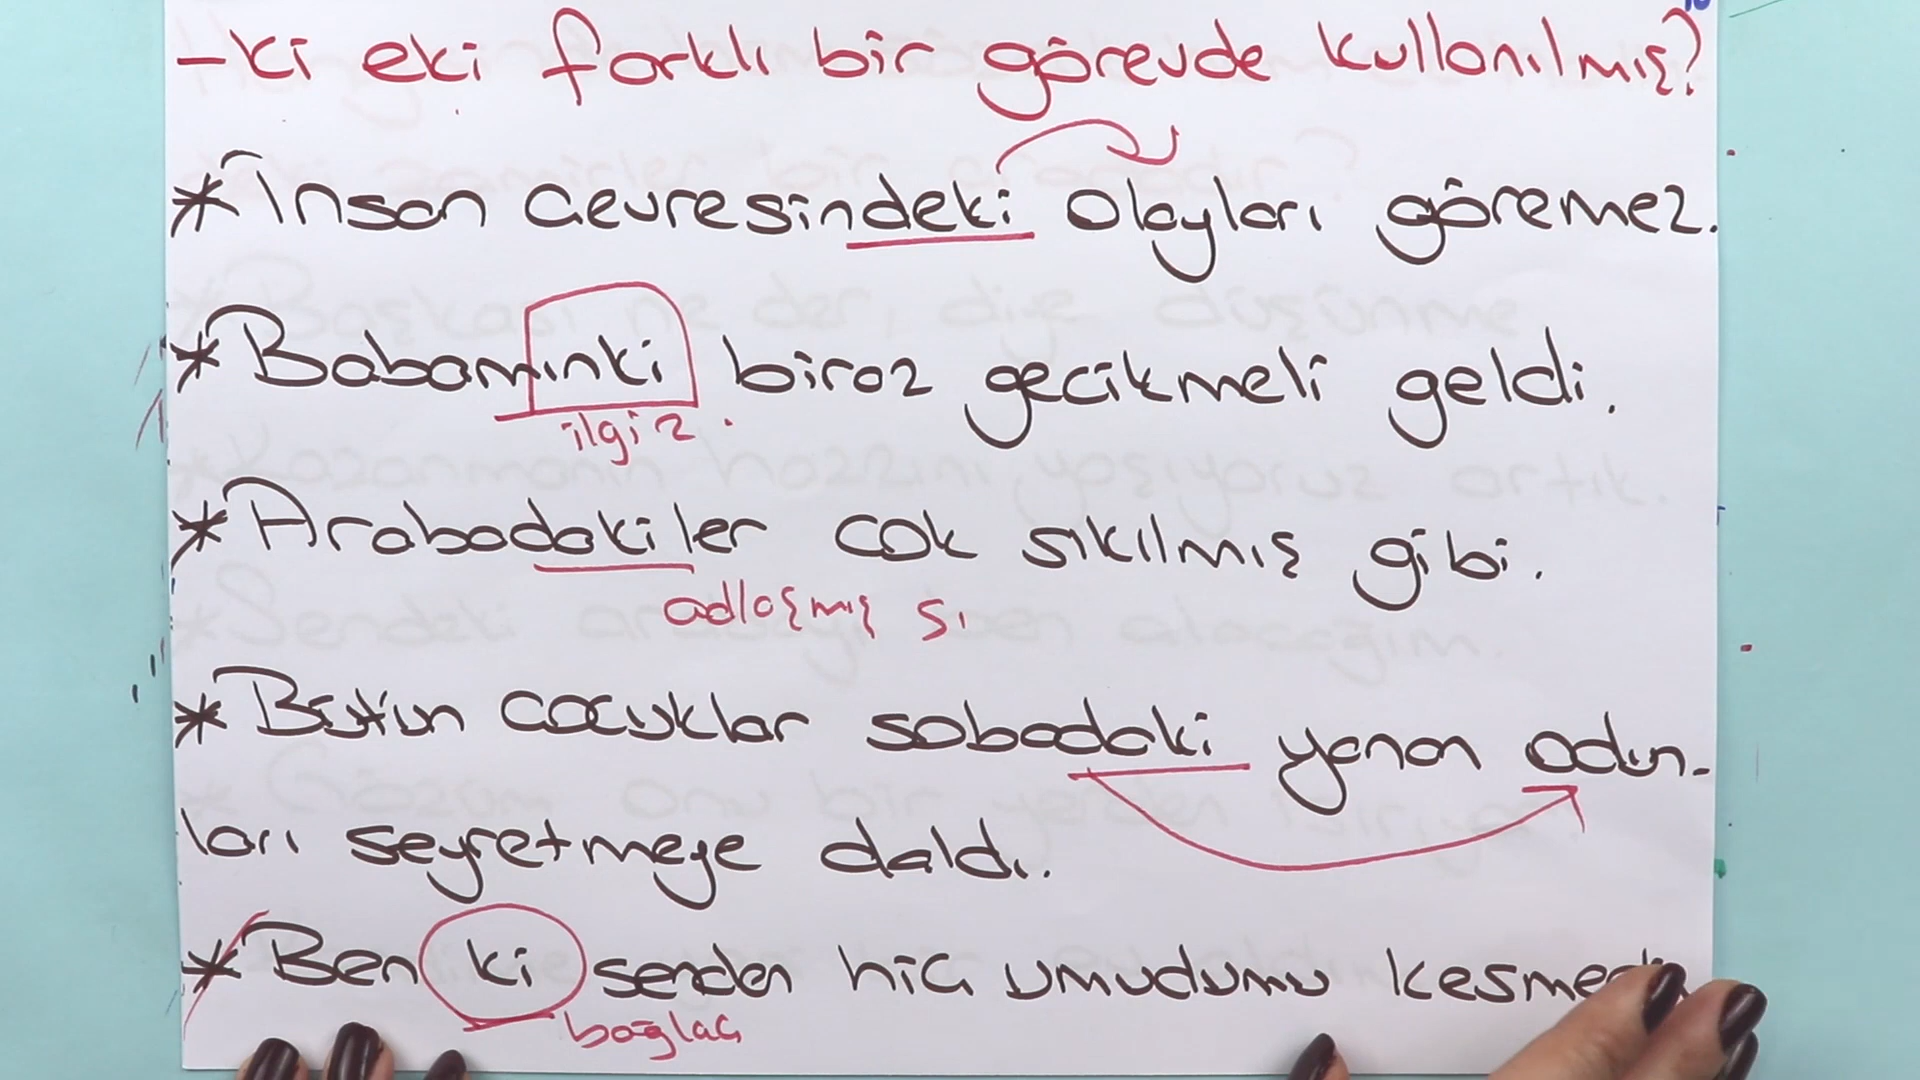 -ki eki farklı bir görevde kullanılmış?
* İnsan çevresindeki olayları göremez.
* Babamınki biraz gecikmeli geldi.
ilgi z.
* Arabadakiler çok sıkılmış gibi.
adlaşmış s.
* Bütün çocuklar sobadaki yanan odun-
ları seyretmeye daldı.
* Ben ki senden hiç umudumu
bağlaç